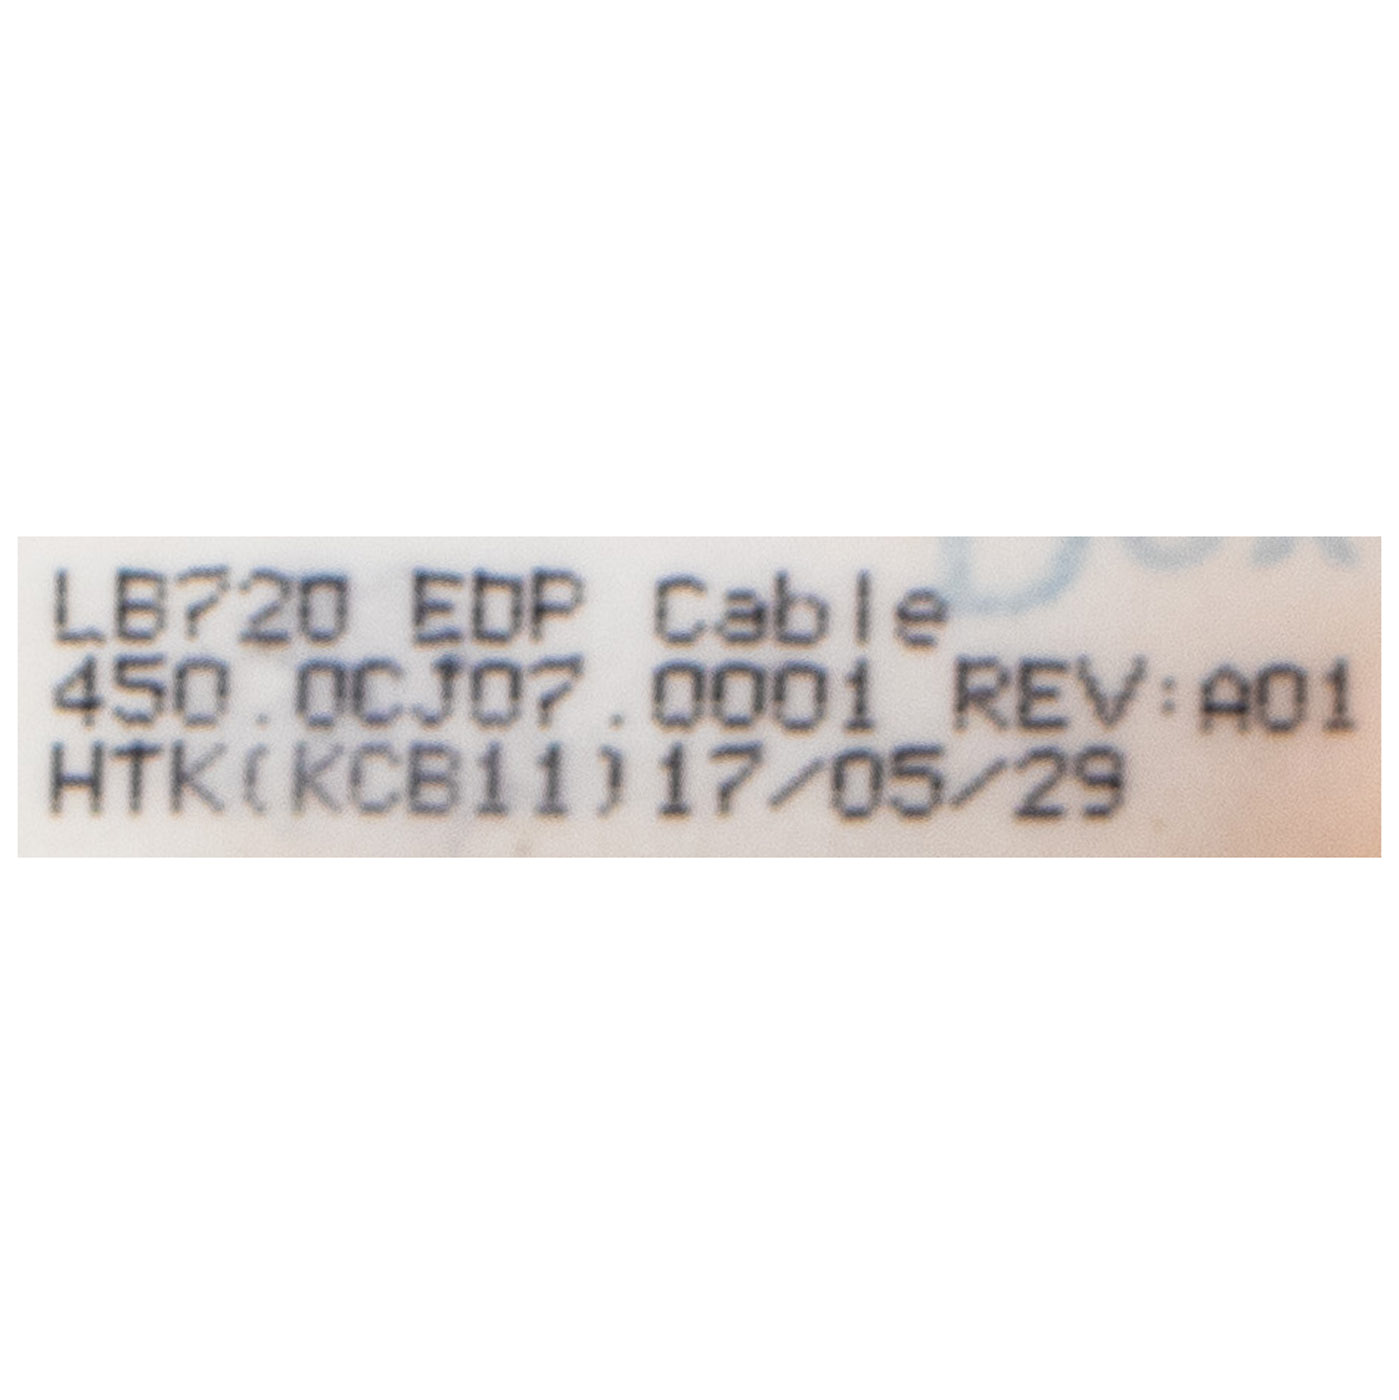 LB720 EDP Cable
450.0CJ07.0001 REV:A01
HTK(KCB11)17/05/29